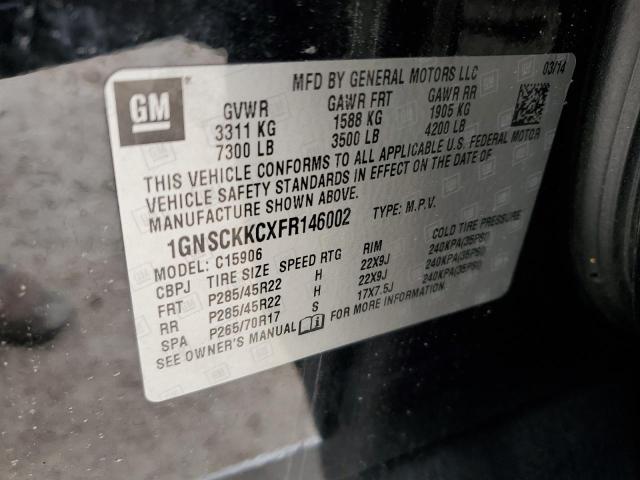 MFD BY GENERAL MOTORS LLC 03/14
GM GVWR GAWR FRT GAWR RR
3311 KG 1588 KG 1905 KG
7300 LB 3500 LB 4200 LB
THIS VEHICLE CONFORMS TO ALL APPLICABLE U.S. FEDERAL MOTOR
VEHICLE SAFETY STANDARDS IN EFFECT ON THE DATE OF
MANUFACTURE SHOWN ABOVE.
1GNSCKKCXFR146002 TYPE: M.P.V.
MODEL: C15906
CBPJ TIRE SIZE SPEED RTG RIM COLD TIRE PRESSURE
FRT P285/45R22 H 22X9J 240KPA(35PSI)
RR P285/45R22 H 22X9J 240KPA(35PSI)
SPA P265/70R17 S 17X7.5J 240KPA(35PSI)
SEE OWNER'S MANUAL FOR MORE INFORMATION.